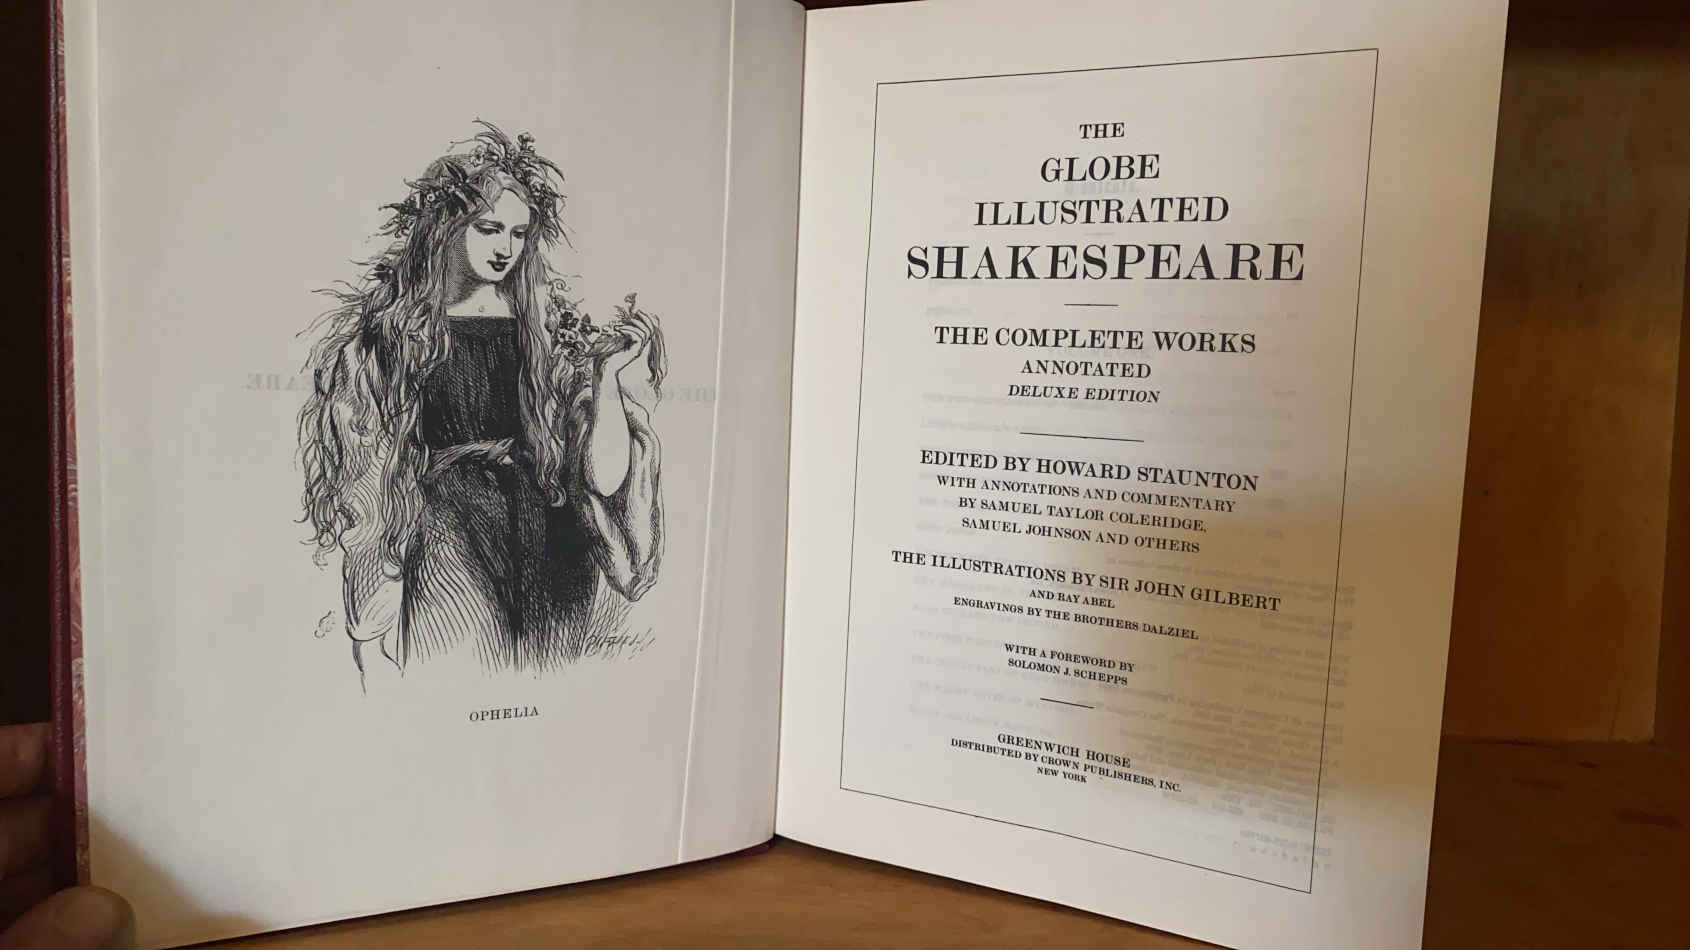 OPHELIA
THE
GLOBE
ILLUSTRATED
SHAKESPEARE
THE COMPLETE WORKS
ANNOTATED
DELUXE EDITION
EDITED BY HOWARD STAUNTON
WITH ANNOTATIONS AND COMMENTARY
BY SAMUEL TAYLOR COLERIDGE,
SAMUEL JOHNSON AND OTHERS
THE ILLUSTRATIONS BY SIR JOHN GILBERT
AND RAY ABEL
ENGRAVINGS BY THE BROTHERS DALZIEL
WITH A FOREWORD BY
SOLOMON J. SCHEPPS
GREENWICH HOUSE
DISTRIBUTED BY CROWN PUBLISHERS, INC.
NEW YORK